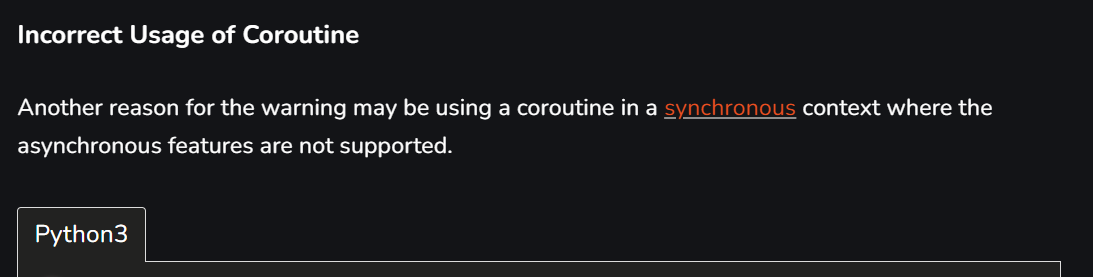 Incorrect Usage of Coroutine
Another reason for the warning may be using a coroutine in a synchronous context where the
asynchronous features are not supported.
Python3